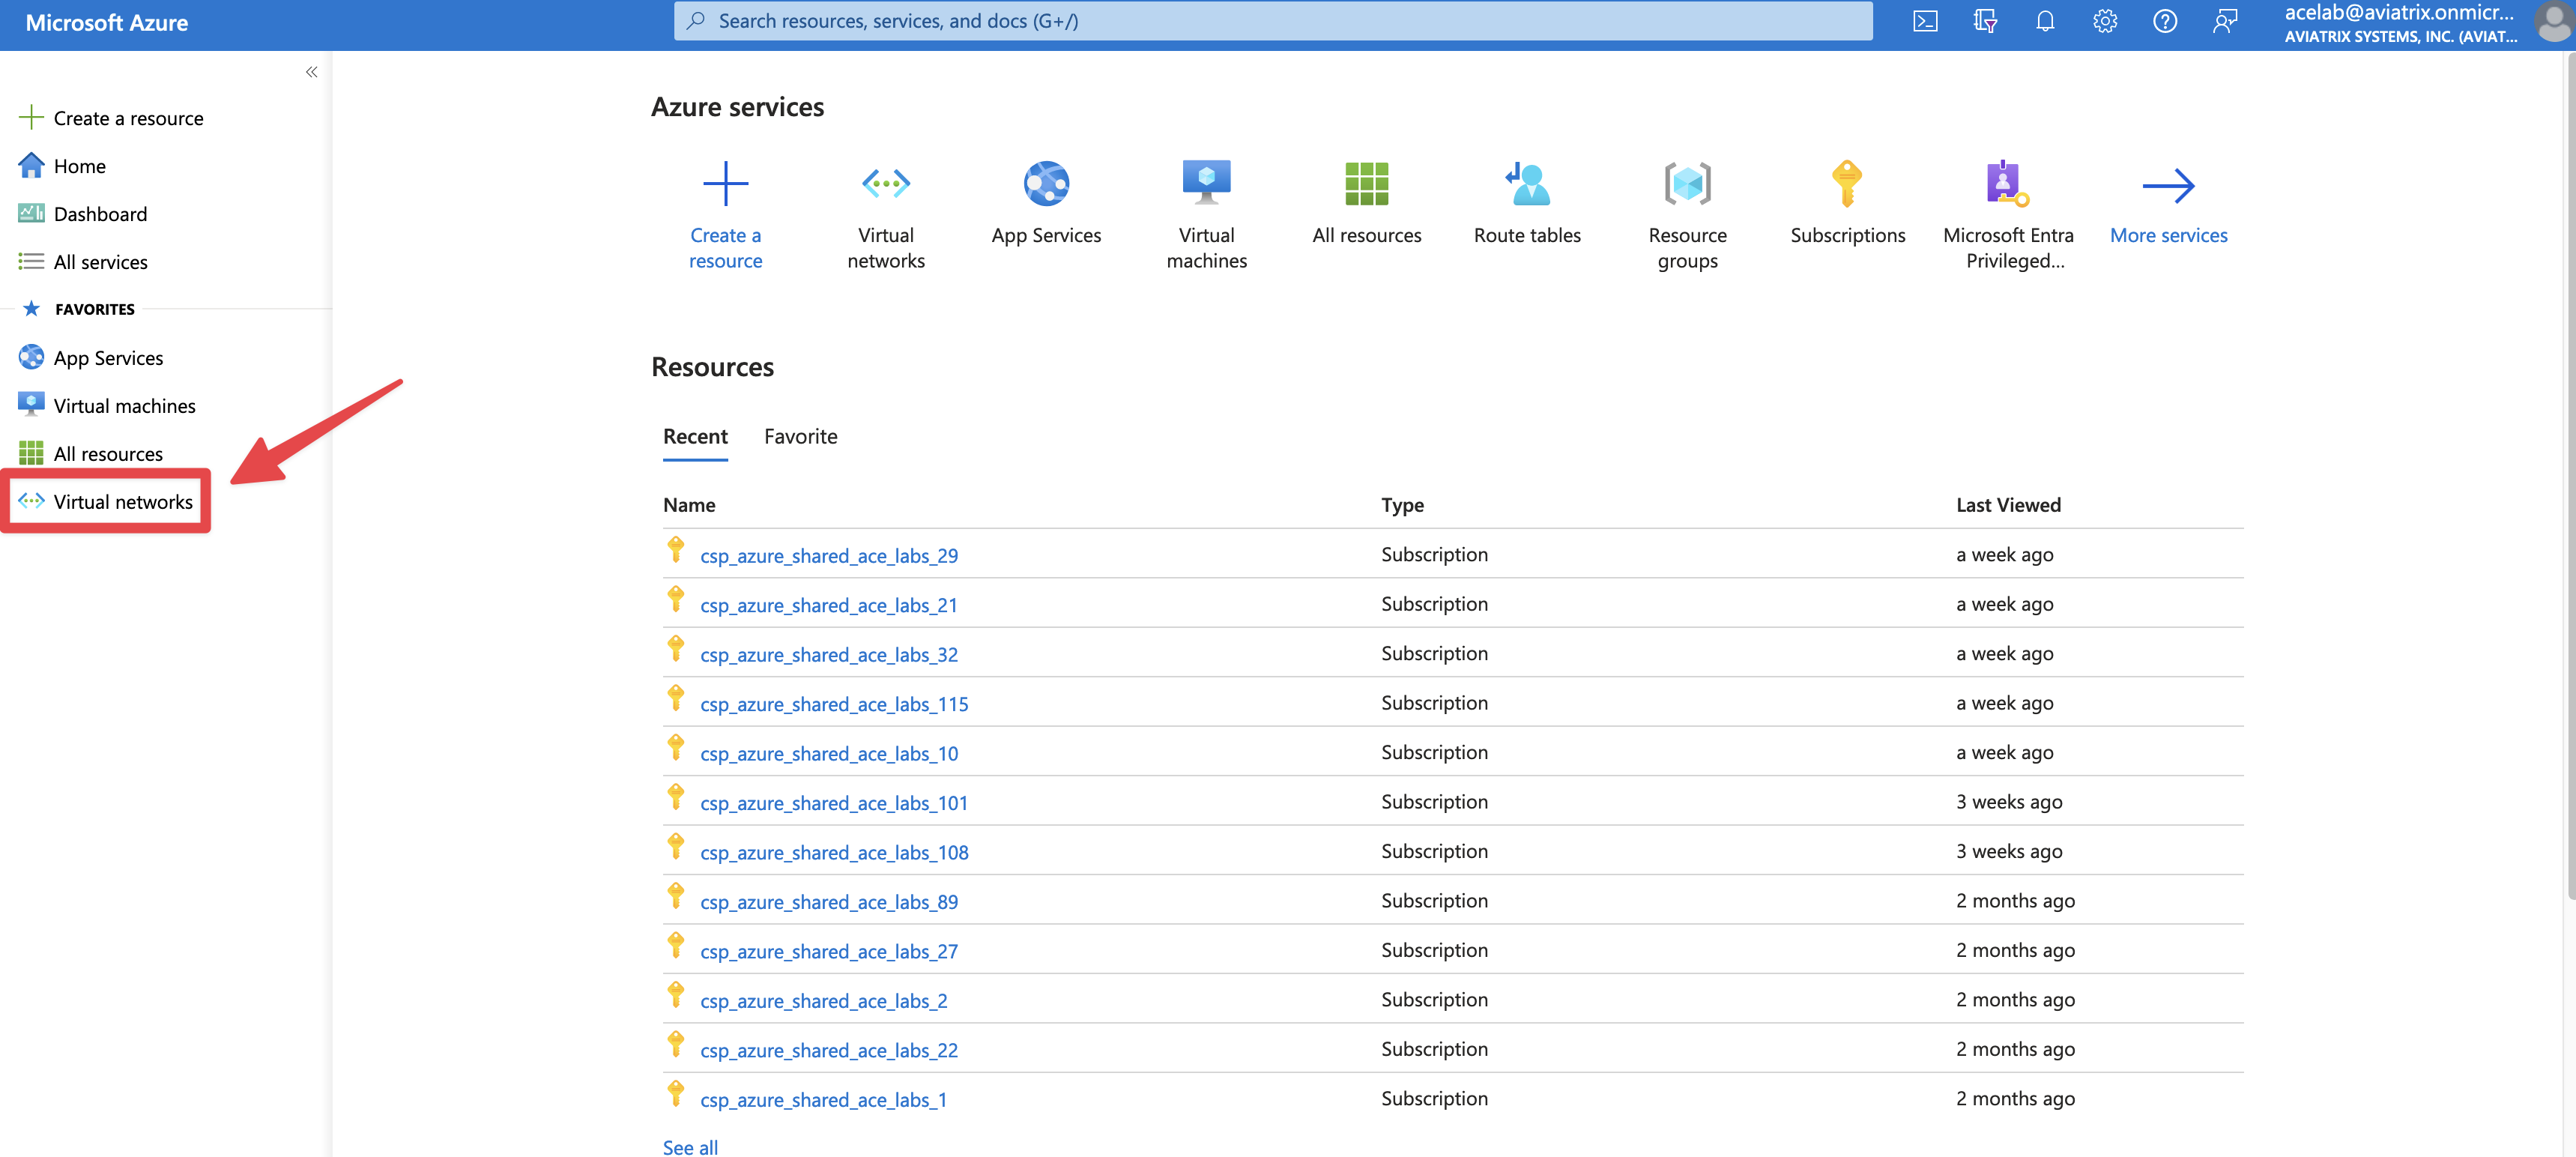 Microsoft Azure
Search resources, services, and docs (G+/)
acelab@aviatrix.onmicr...
AVIATRIX SYSTEMS, INC. (AVIAT...
Create a resource
Home
Dashboard
All services
FAVORITES
App Services
Virtual machines
All resources
Virtual networks
Azure services
Create a resource
Virtual networks
App Services
Virtual machines
All resources
Route tables
Resource groups
Subscriptions
Microsoft Entra Privileged...
More services
Resources
Recent Favorite
Name Type Last Viewed
csp_azure_shared_ace_labs_29 Subscription a week ago
csp_azure_shared_ace_labs_21 Subscription a week ago
csp_azure_shared_ace_labs_32 Subscription a week ago
csp_azure_shared_ace_labs_115 Subscription a week ago
csp_azure_shared_ace_labs_10 Subscription a week ago
csp_azure_shared_ace_labs_101 Subscription 3 weeks ago
csp_azure_shared_ace_labs_108 Subscription 3 weeks ago
csp_azure_shared_ace_labs_89 Subscription 2 months ago
csp_azure_shared_ace_labs_27 Subscription 2 months ago
csp_azure_shared_ace_labs_2 Subscription 2 months ago
csp_azure_shared_ace_labs_22 Subscription 2 months ago
csp_azure_shared_ace_labs_1 Subscription 2 months ago
See all